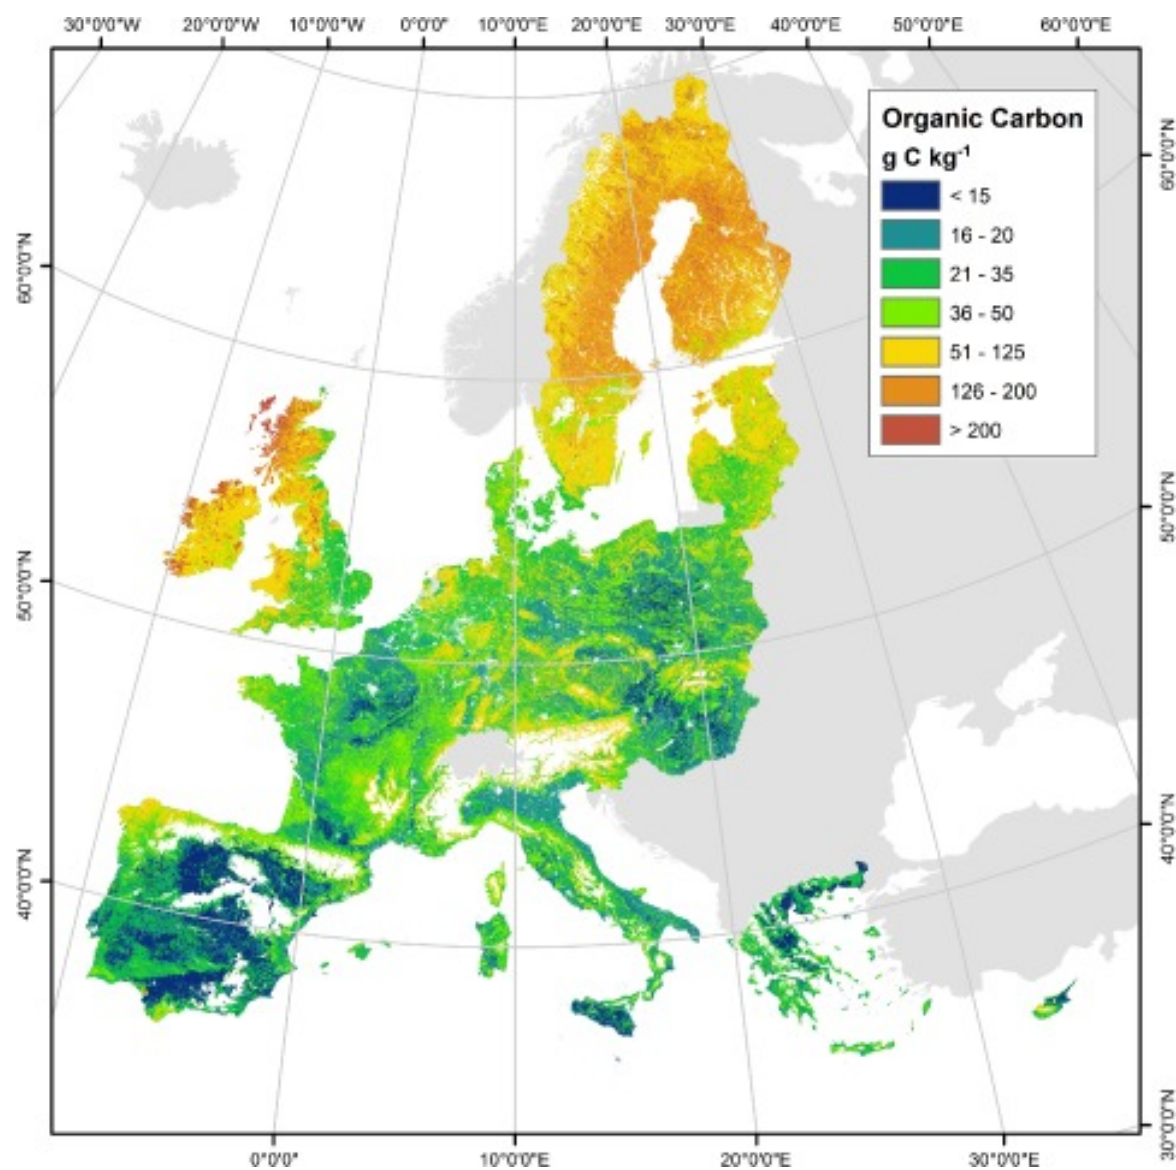 30°0'0"W 20°0'0"W 10°0'0"W 0°0'0" 10°0'0"E 20°0'0"E 30°0'0"E 40°0'0"E 50°0'0"E 60°0'0"E
Organic Carbon
g C kg⁻¹
< 15
16 - 20
21 - 35
36 - 50
51 - 125
126 - 200
> 200
60°0'0"N
50°0'0"N
40°0'0"N
60°0'0"N
50°0'0"N
40°0'0"N
30°0'0"N
0°0'0" 10°0'0"E 20°0'0"E 30°0'0"E